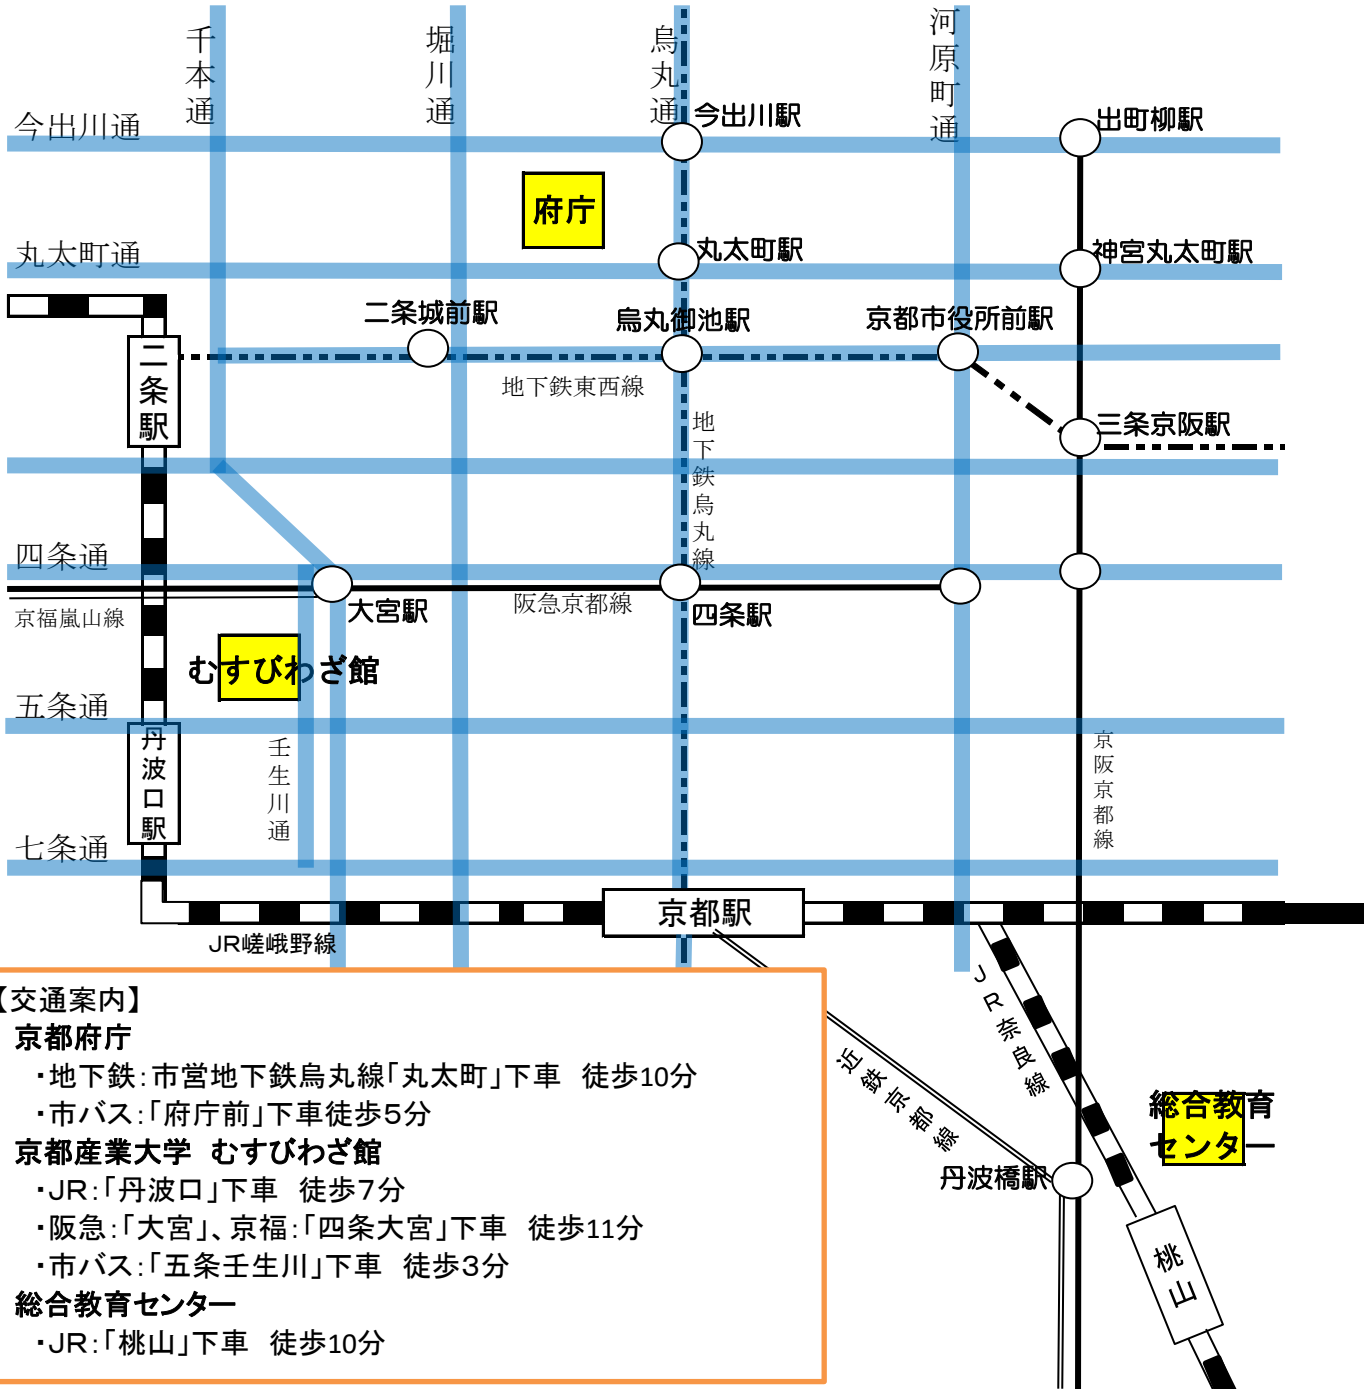 千本通
堀川通
烏丸通
河原町通
今出川通
今出川駅
出町柳駅
府庁
丸太町通
丸太町駅
神宮丸太町駅
二条城前駅
烏丸御池駅
京都市役所前駅
二条駅
地下鉄東西線
地下鉄烏丸線
三条京阪駅
四条通
京福嵐山線
大宮駅
阪急京都線
四条駅
むすびわざ館
五条通
丹波口駅
壬生川通
京阪京都線
七条通
京都駅
JR嵯峨野線
JR奈良線
近鉄京都線
総合教育
センター
丹波橋駅
桃山
【交通案内】
京都府庁
・地下鉄：市営地下鉄烏丸線「丸太町」下車 徒歩10分
・市バス：「府庁前」下車徒歩5分
京都産業大学 むすびわざ館
・JR：「丹波口」下車 徒歩7分
・阪急：「大宮」、京福：「四条大宮」下車 徒歩11分
・市バス：「五条壬生川」下車 徒歩3分
総合教育センター
・JR：「桃山」下車 徒歩10分